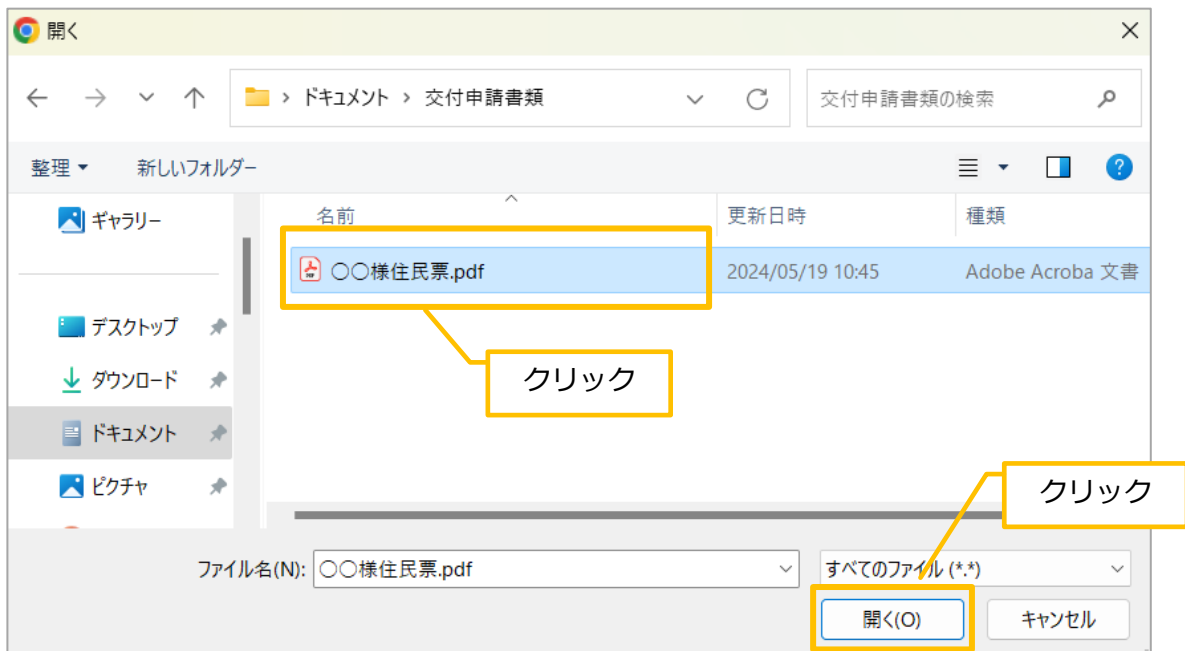 開く
ドキュメント > 交付申請書類
交付申請書類の検索
整理 新しいフォルダー
ギャラリー
名前 更新日時 種類
PDF
○○様住民票.pdf 2024/05/19 10:45 Adobe Acroba 文書
デスクトップ
クリック
ダウンロード
ドキュメント
ピクチャ
クリック
ファイル名(N): ○○様住民票.pdf すべてのファイル (*.*)
開く(O) キャンセル